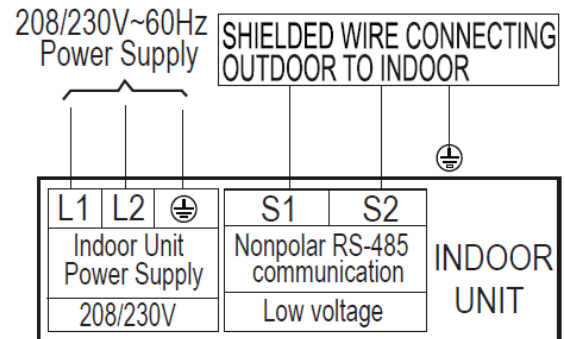 208/230V~60Hz
Power Supply
SHIELDED WIRE CONNECTING
OUTDOOR TO INDOOR
L1 L2 S1 S2
Indoor Unit
Power Supply
208/230V
Nonpolar RS-485
communication
Low voltage
INDOOR
UNIT